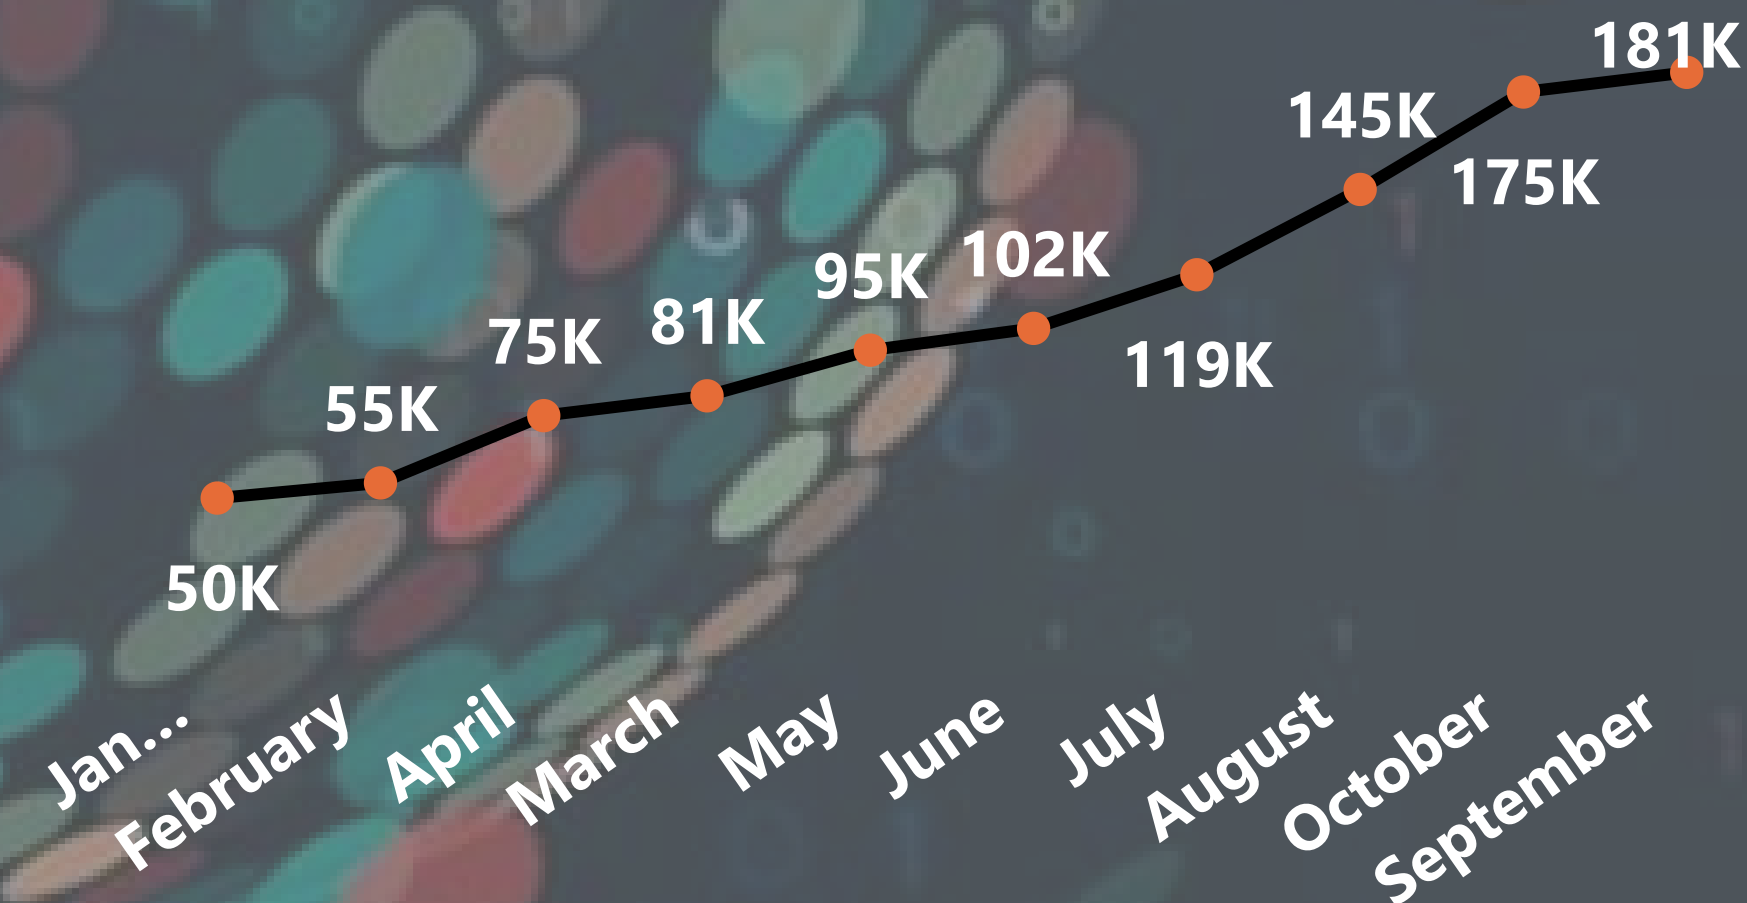 50K
55K
75K
81K
95K
102K
119K
145K
175K
181K
Jan...
February
April
March
May
June
July
August
October
September